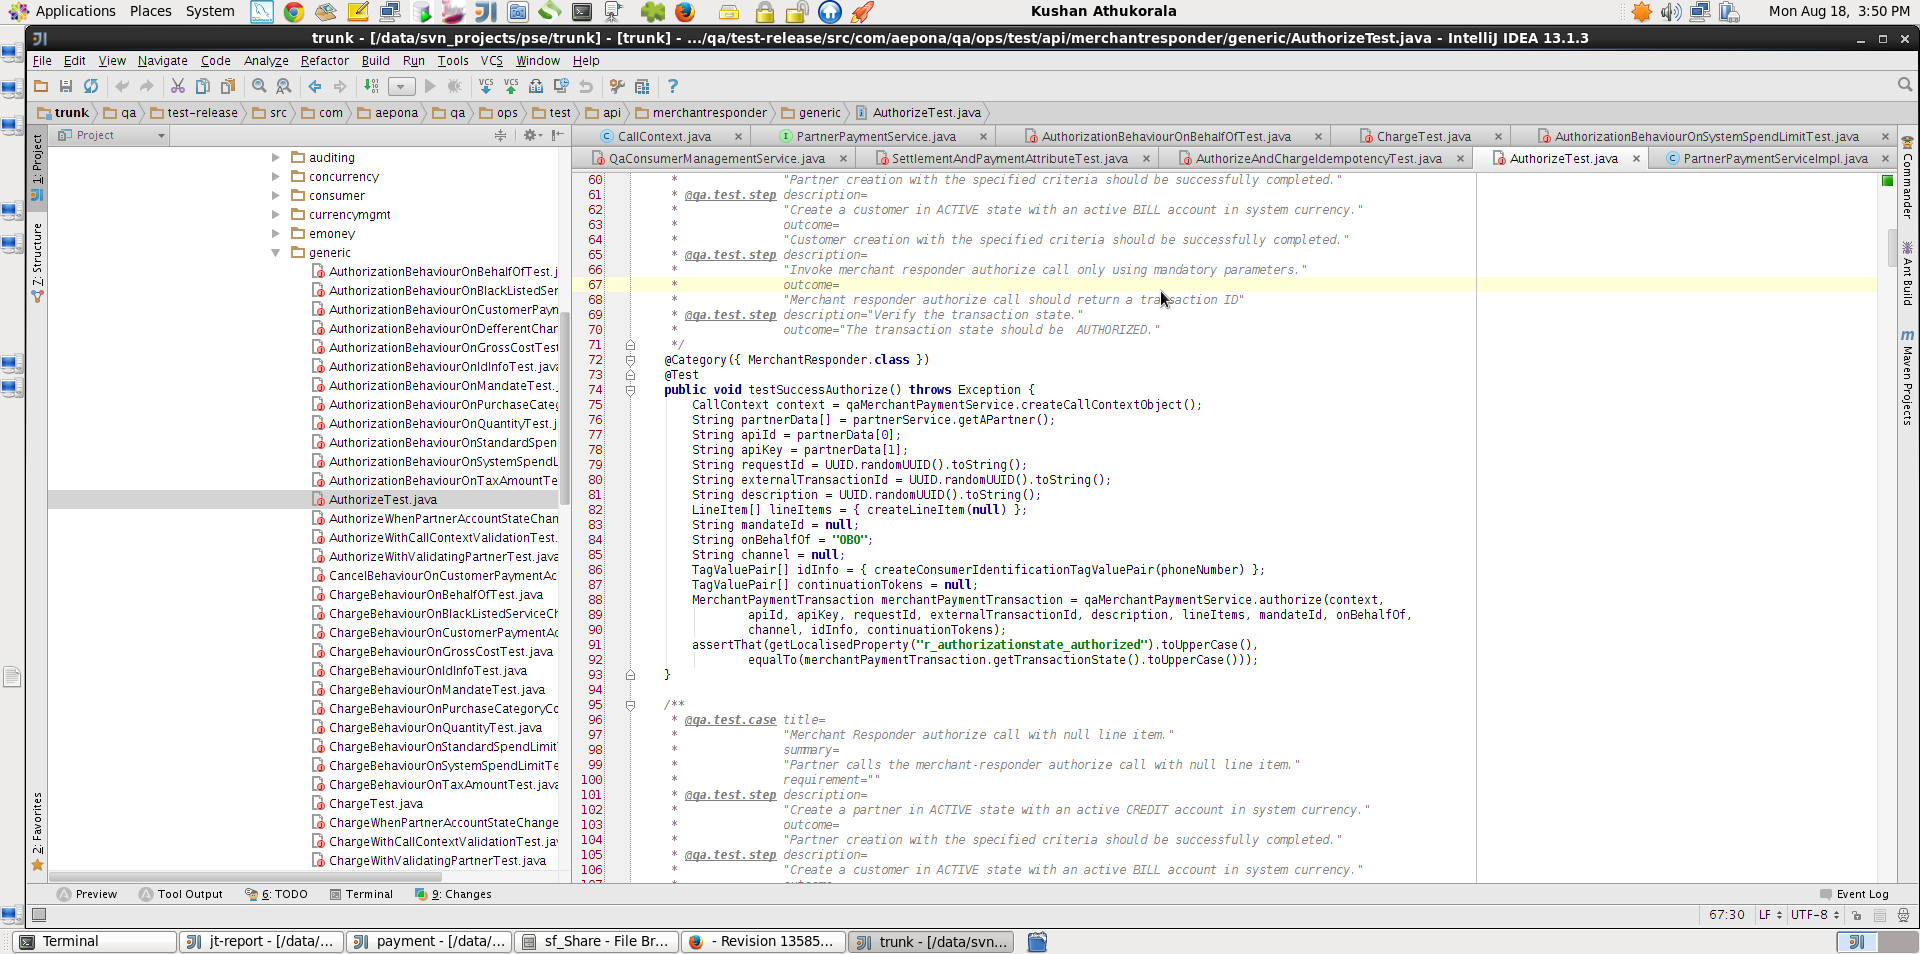 Applications Places System
Kushan Athukorala
Mon Aug 18, 3:50 PM
trunk - [/data/svn_projects/pse/trunk] - [trunk] - .../qa/test-release/src/com/aepona/qa/ops/test/api/merchantresponder/generic/AuthorizeTest.java - IntelliJ IDEA 13.1.3
File Edit View Navigate Code Analyze Refactor Build Run Tools VCS Window Help
trunk qa test-release src com aepona qa ops test api merchantresponder generic AuthorizeTest.java
Project
CallContext.java PartnerPaymentService.java AuthorizationBehaviourOnBehalfOfTest.java ChargeTest.java AuthorizationBehaviourOnSystemSpendLimitTest.java
QaConsumerManagementService.java SettlementAndPaymentAttributeTest.java AuthorizeAndChargeIdempotencyTest.java AuthorizeTest.java PartnerPaymentServiceImpl.java
1: Project
7: Structure
2: Favorites
auditing
concurrency
consumer
currencymgmt
emoney
generic
AuthorizationBehaviourOnBehalfOfTest.j
AuthorizationBehaviourOnBlackListedSer
AuthorizationBehaviourOnCustomerPayn
AuthorizationBehaviourOnDefferentChar
AuthorizationBehaviourOnGrossCostTest
AuthorizationBehaviourOnIdInfoTest.java
AuthorizationBehaviourOnMandateTest.
AuthorizationBehaviourOnPurchaseCateg
AuthorizationBehaviourOnQuantityTest.j
AuthorizationBehaviourOnStandardSpen
AuthorizationBehaviourOnSystemSpendL
AuthorizationBehaviourOnTaxAmountTe
AuthorizeTest.java
AuthorizeWhenPartnerAccountStateChan
AuthorizeWithCallContextValidationTest.
AuthorizeWithValidatingPartnerTest.java
CancelBehaviourOnCustomerPaymentAc
ChargeBehaviourOnBehalfOfTest.java
ChargeBehaviourOnBlackListedServiceCh
ChargeBehaviourOnCustomerPaymentAc
ChargeBehaviourOnGrossCostTest.java
ChargeBehaviourOnIdInfoTest.java
ChargeBehaviourOnMandateTest.java
ChargeBehaviourOnPurchaseCategoryCo
ChargeBehaviourOnQuantityTest.java
ChargeBehaviourOnStandardSpendLimit
ChargeBehaviourOnSystemSpendLimitTe
ChargeBehaviourOnTaxAmountTest.java
ChargeTest.java
ChargeWhenPartnerAccountStateChange
ChargeWithCallContextValidationTest.jav
ChargeWithValidatingPartnerTest.java
60 * "Partner creation with the specified criteria should be successfully completed."
61 * @qa.test.step description=
62 * "Create a customer in ACTIVE state with an active BILL account in system currency."
63 * outcome=
64 * "Customer creation with the specified criteria should be successfully completed."
65 * @qa.test.step description=
66 * "Invoke merchant responder authorize call only using mandatory parameters."
67 * outcome=
68 * "Merchant responder authorize call should return a transaction ID"
69 * @qa.test.step description="Verify the transaction state."
70 * outcome="The transaction state should be  AUTHORIZED."
71 */
72 @Category({ MerchantResponder.class })
73 @Test
74 public void testSuccessAuthorize() throws Exception {
75 CallContext context = qaMerchantPaymentService.createCallContextObject();
76 String partnerData[] = partnerService.getAPartner();
77 String apiId = partnerData[0];
78 String apiKey = partnerData[1];
79 String requestId = UUID.randomUUID().toString();
80 String externalTransactionId = UUID.randomUUID().toString();
81 String description = UUID.randomUUID().toString();
82 LineItem[] lineItems = { createLineItem(null) };
83 String mandateId = null;
84 String onBehalfOf = "OBO";
85 String channel = null;
86 TagValuePair[] idInfo = { createConsumerIdentificationTagValuePair(phoneNumber) };
87 TagValuePair[] continuationTokens = null;
88 MerchantPaymentTransaction merchantPaymentTransaction = qaMerchantPaymentService.authorize(context,
89 apiId, apiKey, requestId, externalTransactionId, description, lineItems, mandateId, onBehalfOf,
90 channel, idInfo, continuationTokens);
91 assertThat(getLocalisedProperty("r_authorizationstate_authorized").toUpperCase(),
92 equalTo(merchantPaymentTransaction.getTransactionState().toUpperCase()));
93 }
94
95 /**
96 * @qa.test.case title=
97 * "Merchant Responder authorize call with null line item."
98 * summary=
99 * "Partner calls the merchant-responder authorize call with null line item."
100 * requirement=""
101 * @qa.test.step description=
102 * "Create a partner in ACTIVE state with an active CREDIT account in system currency."
103 * outcome=
104 * "Partner creation with the specified criteria should be successfully completed."
105 * @qa.test.step description=
106 * "Create a customer in ACTIVE state with an active BILL account in system currency."
Commander
Ant Build
Maven Projects
Preview Tool Output 6: TODO Terminal 9: Changes Event Log
67:30 LF UTF-8
Terminal jt-report - [/data/... payment - [/data/... sf_Share - File Br... - Revision 13585... trunk - [/data/svn...